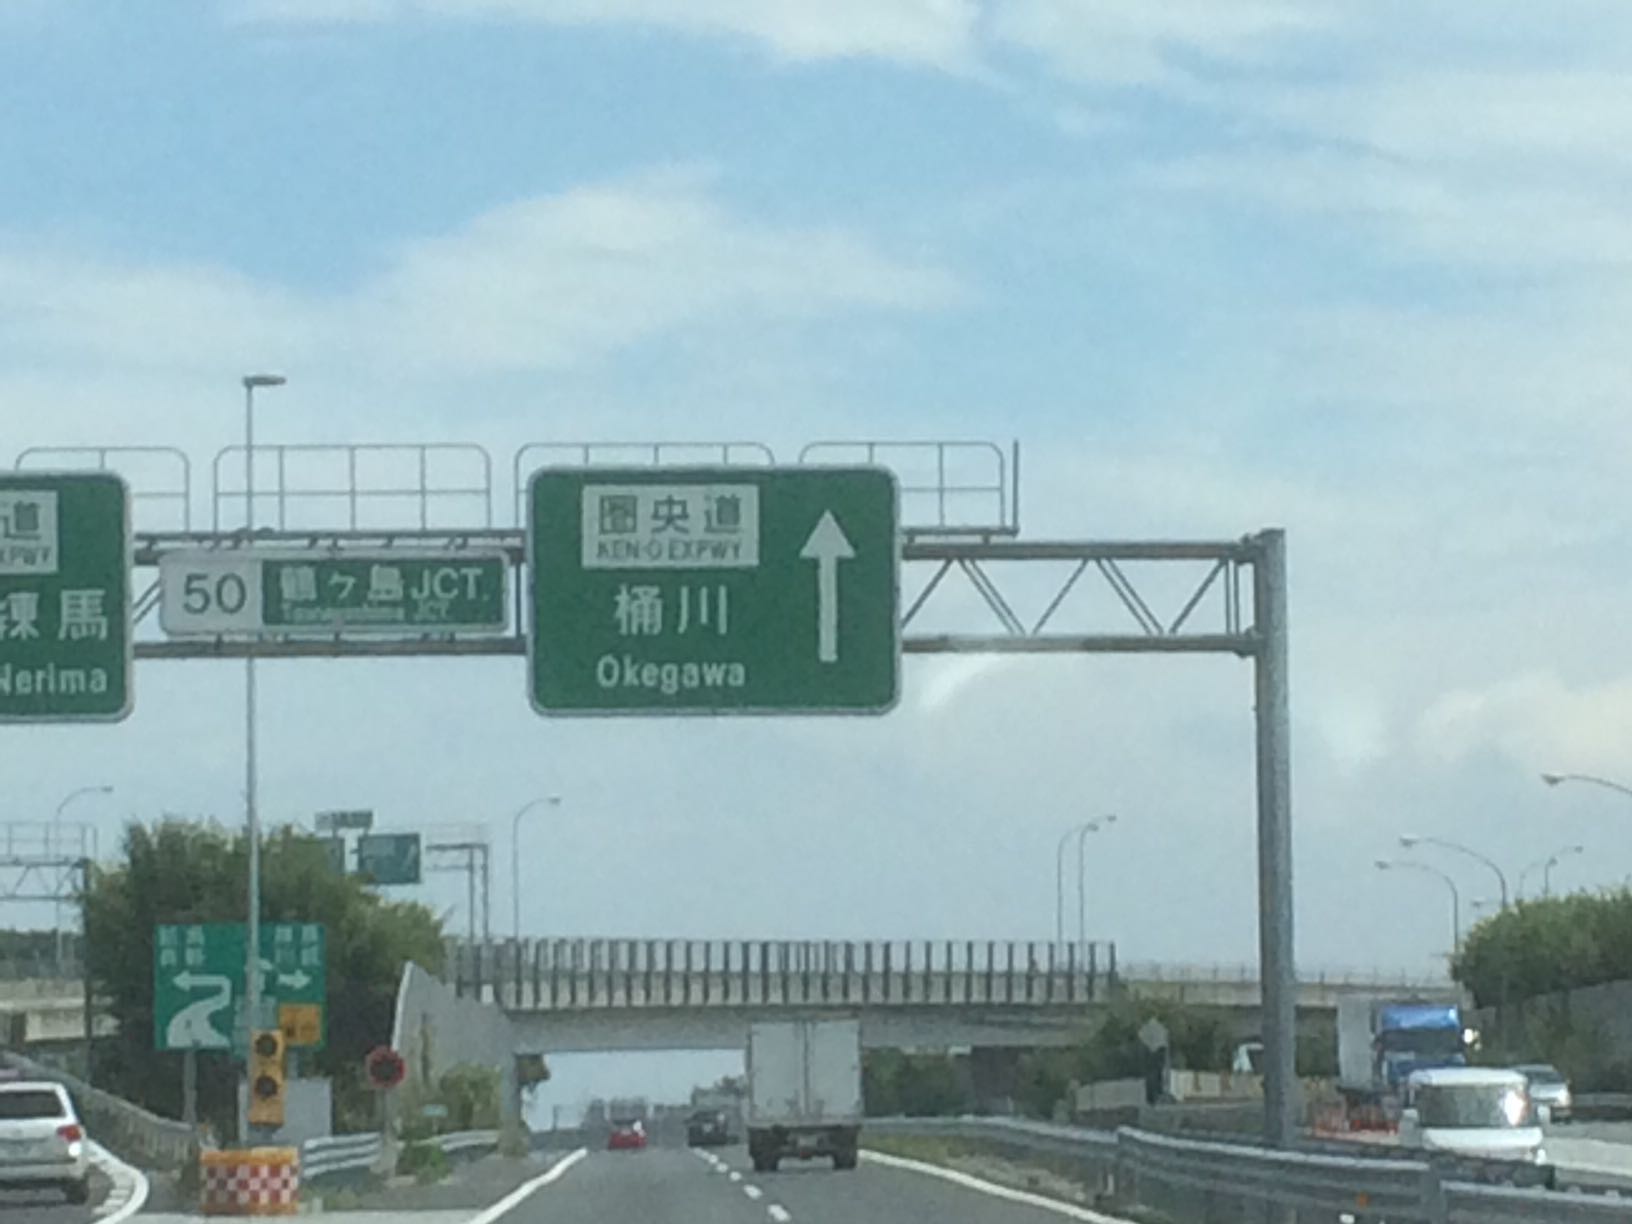 道
XPWY
練馬
Nerima
50 鶴ヶ島JCT.
Tsurugashima JCT.
圏央道
KEN-O EXPWY
桶川
Okegawa